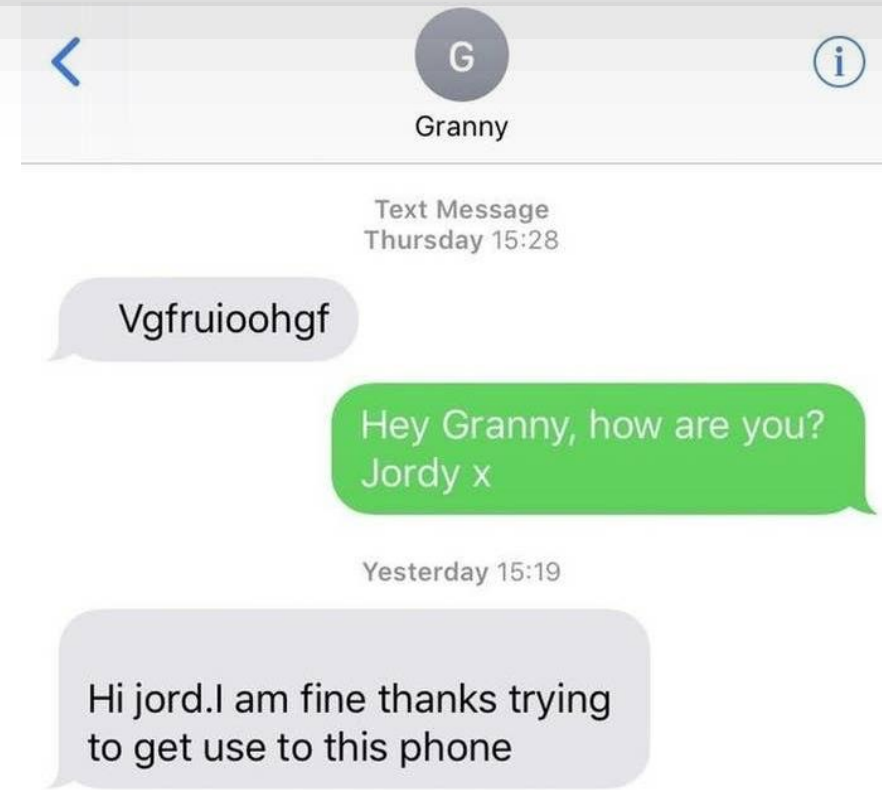 G
Granny
Text Message
Thursday 15:28
Vgfruioohgf
Hey Granny, how are you?
Jordy x
Yesterday 15:19
Hi jord.I am fine thanks trying
to get use to this phone